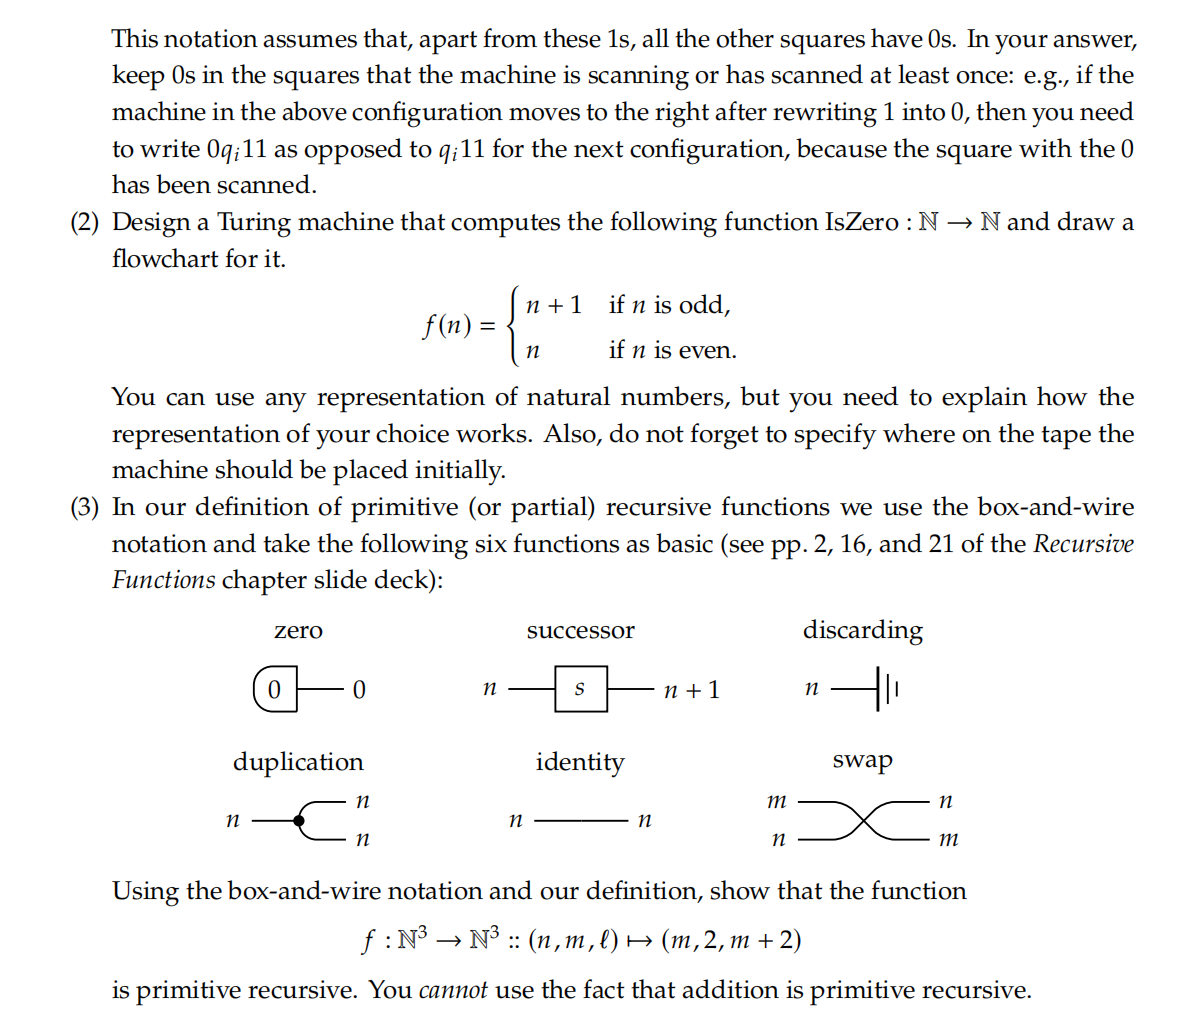 This notation assumes that, apart from these 1s, all the other squares have 0s. In your answer,
keep 0s in the squares that the machine is scanning or has scanned at least once: e.g., if the
machine in the above configuration moves to the right after rewriting 1 into 0, then you need
to write 0qᵢ11 as opposed to qᵢ11 for the next configuration, because the square with the 0
has been scanned.
(2) Design a Turing machine that computes the following function IsZero : ℕ → ℕ and draw a
flowchart for it.
f(n) = { n + 1 if n is odd,
n if n is even.
You can use any representation of natural numbers, but you need to explain how the
representation of your choice works. Also, do not forget to specify where on the tape the
machine should be placed initially.
(3) In our definition of primitive (or partial) recursive functions we use the box-and-wire
notation and take the following six functions as basic (see pp. 2, 16, and 21 of the Recursive
Functions chapter slide deck):
zero successor discarding
0 0 n s n + 1 n
duplication identity swap
n m n
n n n
n n m
Using the box-and-wire notation and our definition, show that the function
f : ℕ³ → ℕ³ :: (n, m, ℓ) ↦ (m, 2, m + 2)
is primitive recursive. You cannot use the fact that addition is primitive recursive.